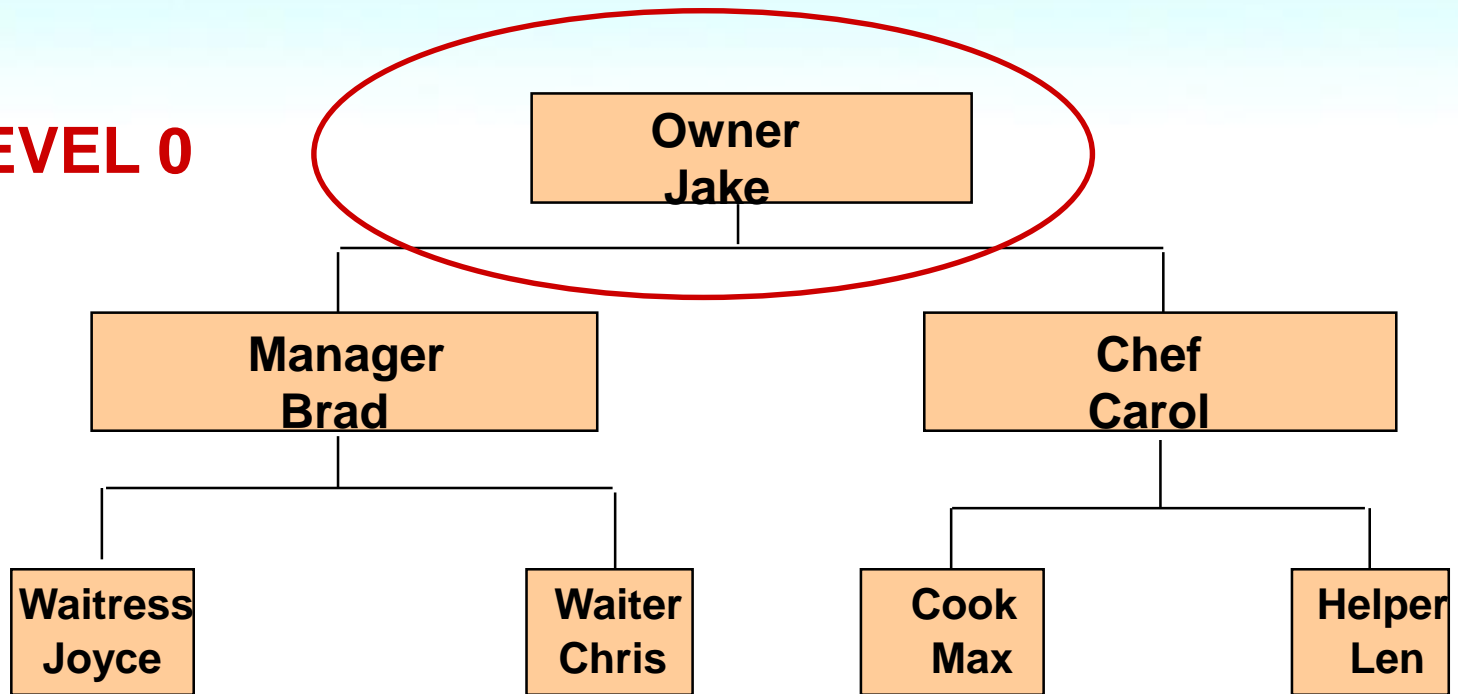 EVEL 0
Owner
Jake
Manager
Brad
Chef
Carol
Waitress
Joyce
Waiter
Chris
Cook
Max
Helper
Len